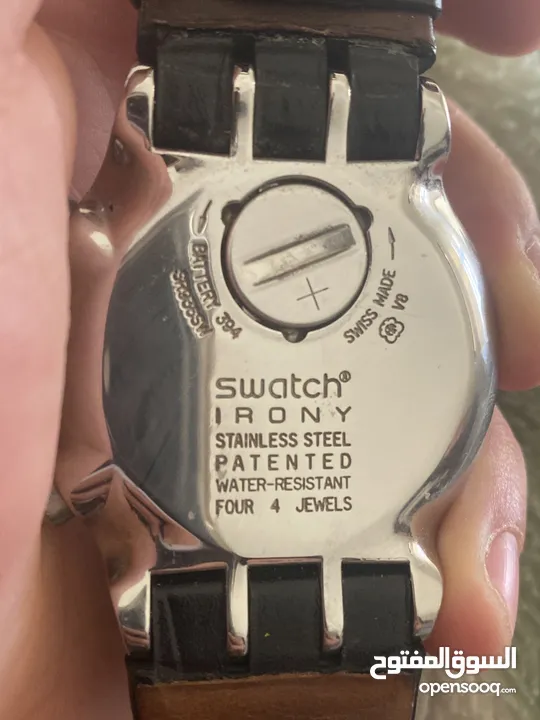 BATTERY 394
SR936SW
+
SWISS MADE
V8
swatch®
IRONY
STAINLESS STEEL
PATENTED
WATER-RESISTANT
FOUR 4 JEWELS
السوق المفتوح
opensooq.com